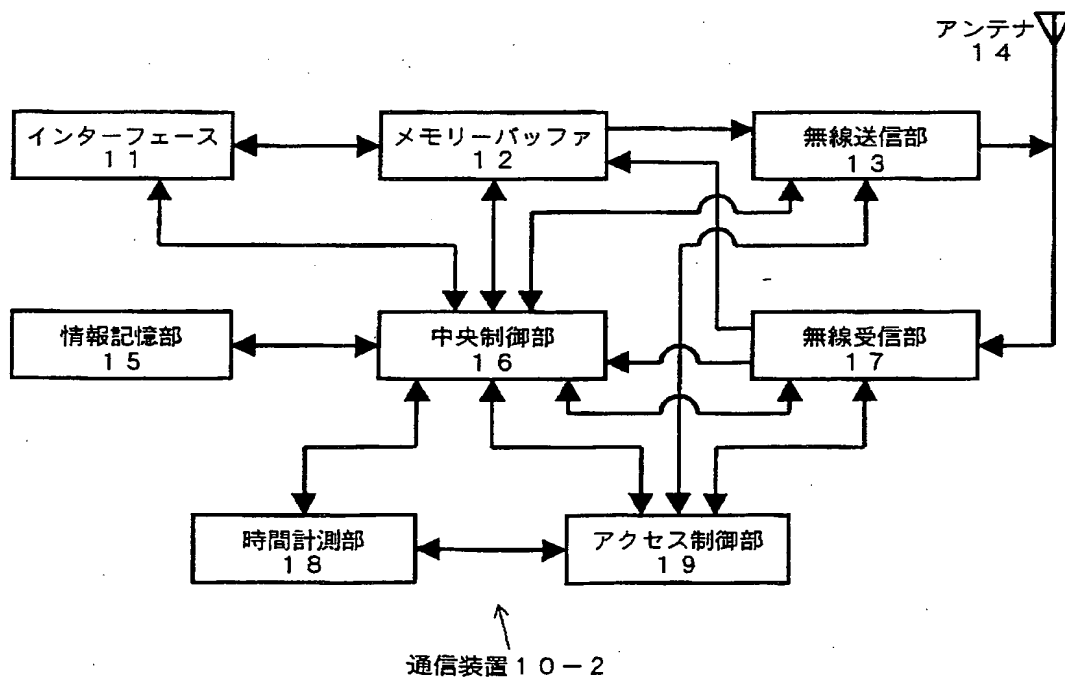 アンテナ
１４
インターフェース
１１
メモリーバッファ
１２
無線送信部
１３
情報記憶部
１５
中央制御部
１６
無線受信部
１７
時間計測部
１８
アクセス制御部
１９
通信装置１０－２